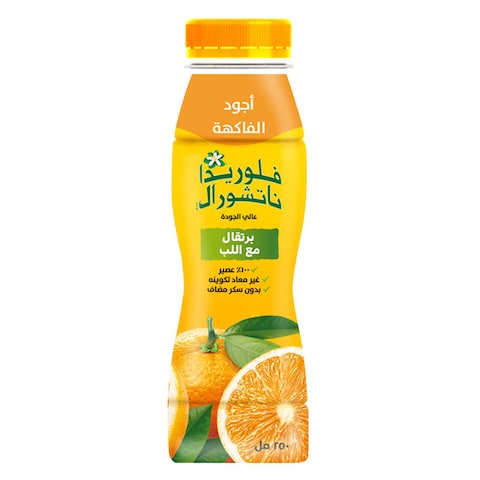 أجود
الفاكهة
فلوريدا
ناتشورال
عالي الجودة
برتقال
مع اللب
١٠٠٪ عصير
غير معاد تكوينه
بدون سكر مضاف
٢٥٠ مل